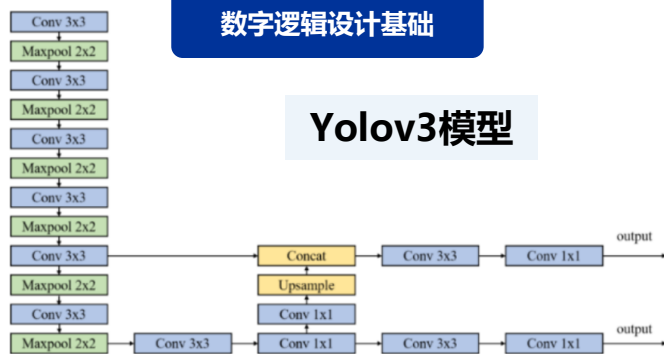 数字逻辑设计基础
Yolov3模型
Conv 3x3
Maxpool 2x2
Conv 3x3
Maxpool 2x2
Conv 3x3
Maxpool 2x2
Conv 3x3
Maxpool 2x2
Conv 3x3
Concat
Conv 3x3
Conv 1x1
output
Maxpool 2x2
Upsample
Conv 3x3
Conv 1x1
Maxpool 2x2
Conv 3x3
Conv 1x1
Conv 3x3
Conv 1x1
output